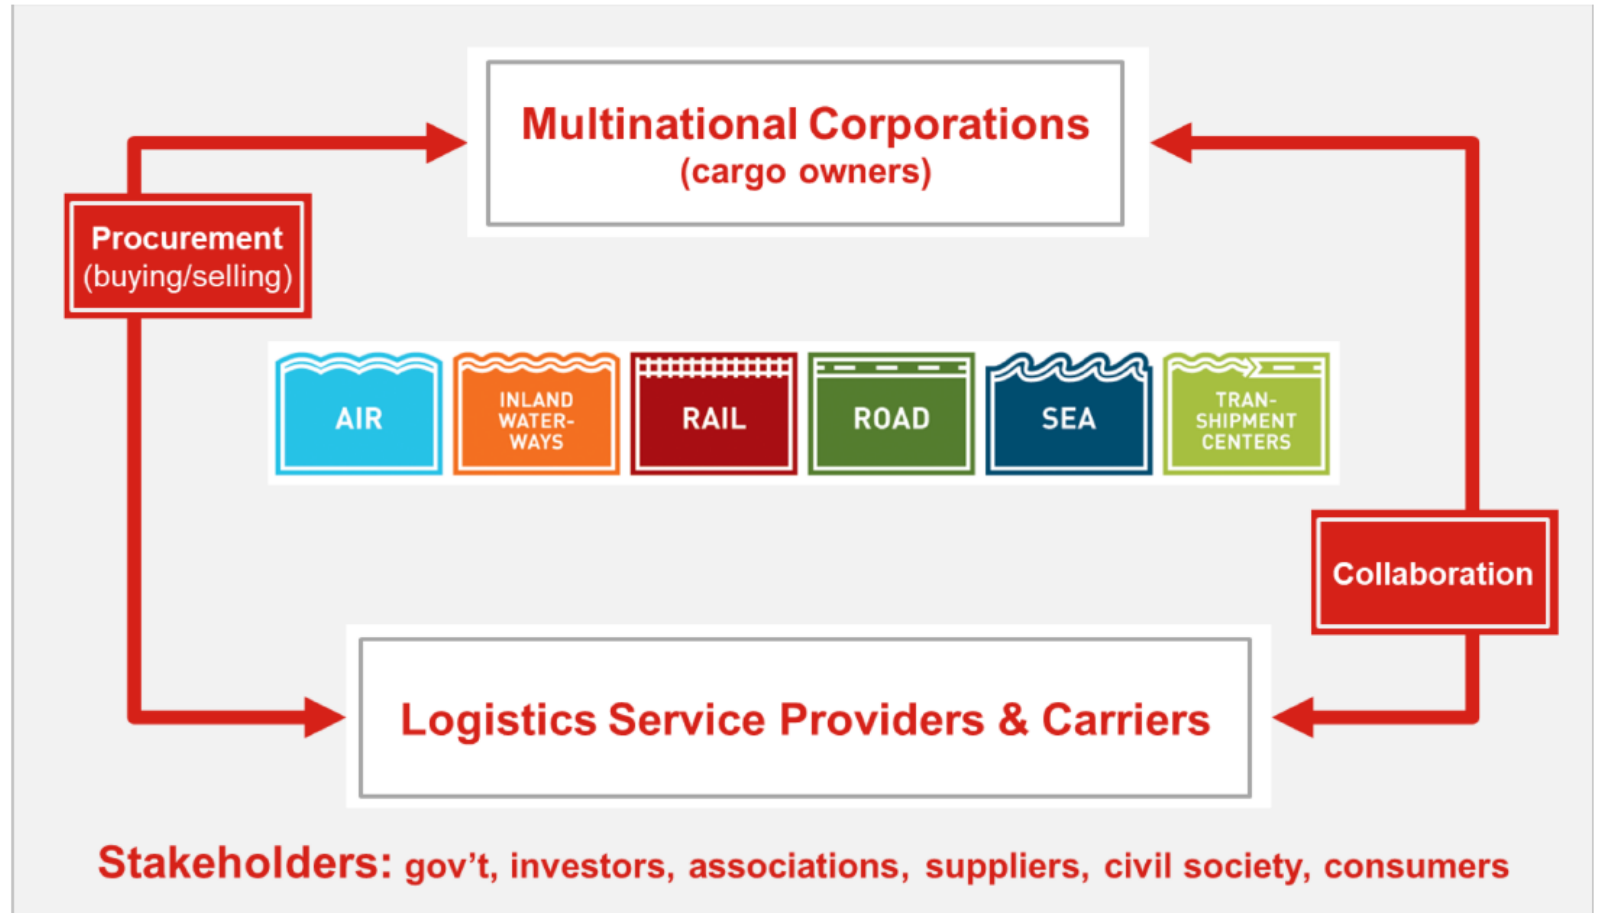 Multinational Corporations
(cargo owners)
Procurement
(buying/selling)
AIR
INLAND
WATER-
WAYS
RAIL
ROAD
SEA
TRAN-
SHIPMENT
CENTERS
Collaboration
Logistics Service Providers & Carriers
Stakeholders: gov’t, investors, associations, suppliers, civil society, consumers